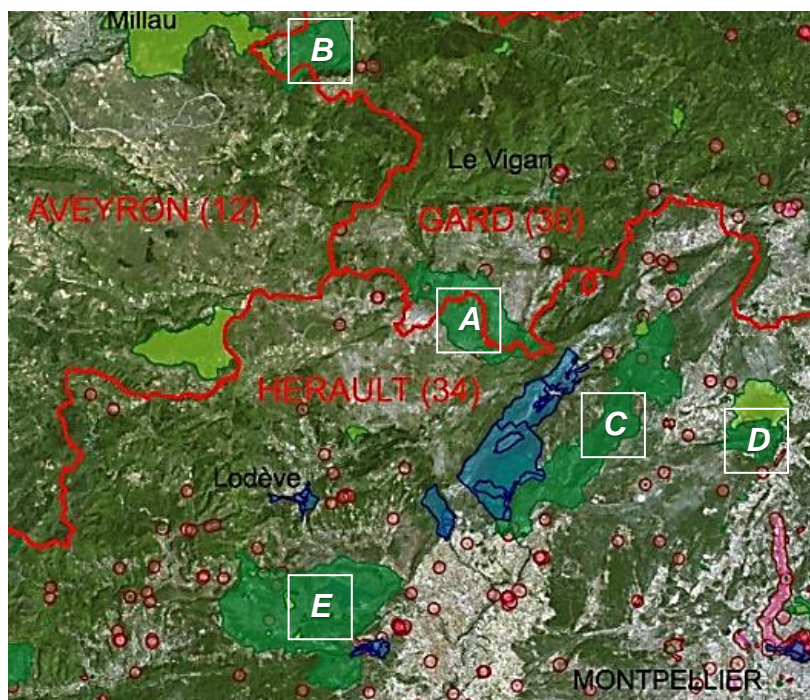 Millau
B
Le Vigan
AVEYRON (12)
GARD (30)
A
HERAULT (34)
C
D
Lodève
E
MONTPELLIER